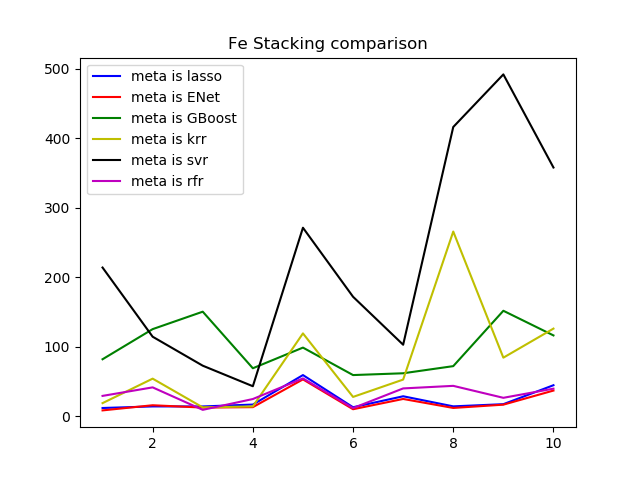 Fe Stacking comparison
meta is lasso
meta is ENet
meta is GBoost
meta is krr
meta is svr
meta is rfr
500
400
300
200
100
0
2 4 6 8 10